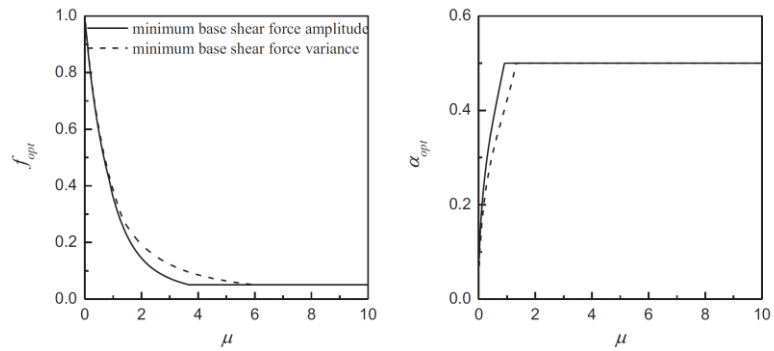 1.0
minimum base shear force amplitude
minimum base shear force variance
0.8
0.6
0.4
0.2
0.0
f_opt
0 2 4 6 8 10
μ
0.6
0.4
0.2
0.0
α_opt
0 2 4 6 8 10
μ